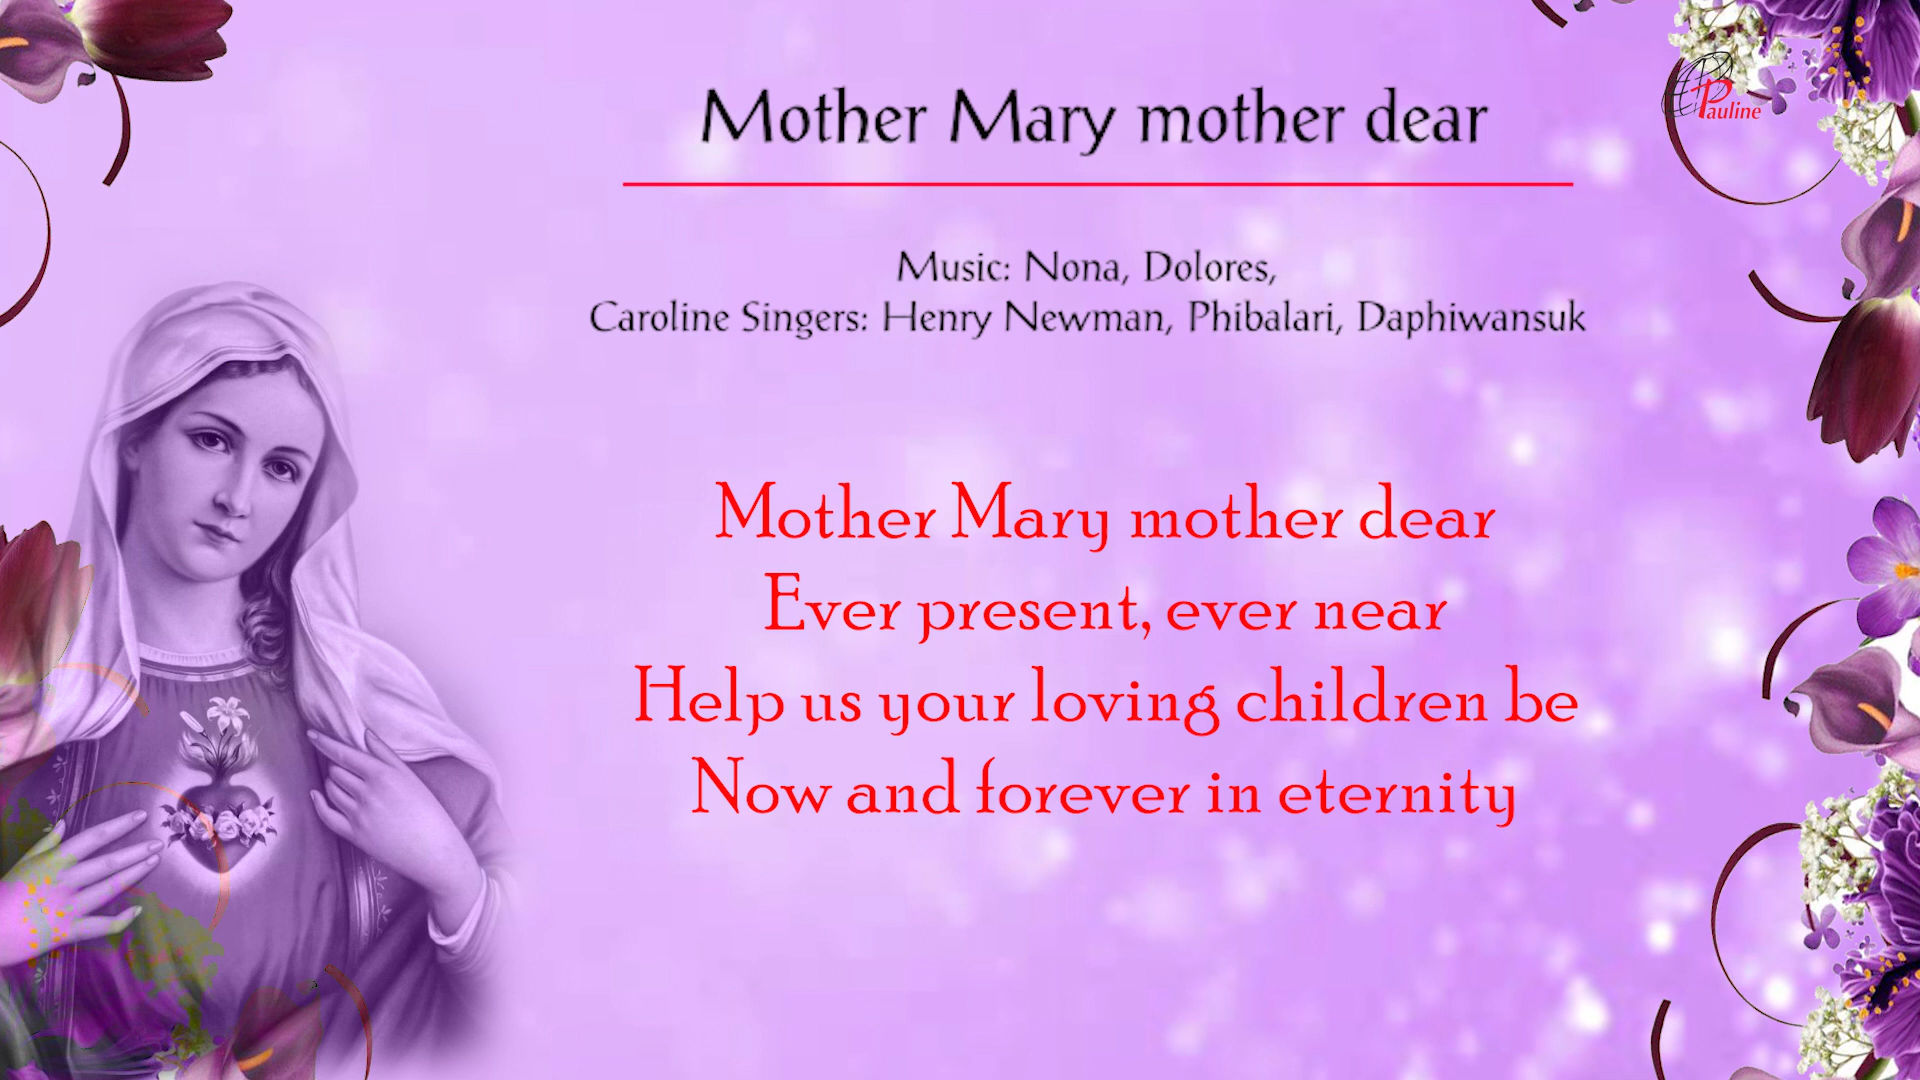 Mother Mary mother dear
Pauline
Music: Nona, Dolores,
Caroline Singers: Henry Newman, Phibalari, Daphiwansuk
Mother Mary mother dear
Ever present, ever near
Help us your loving children be
Now and forever in eternity